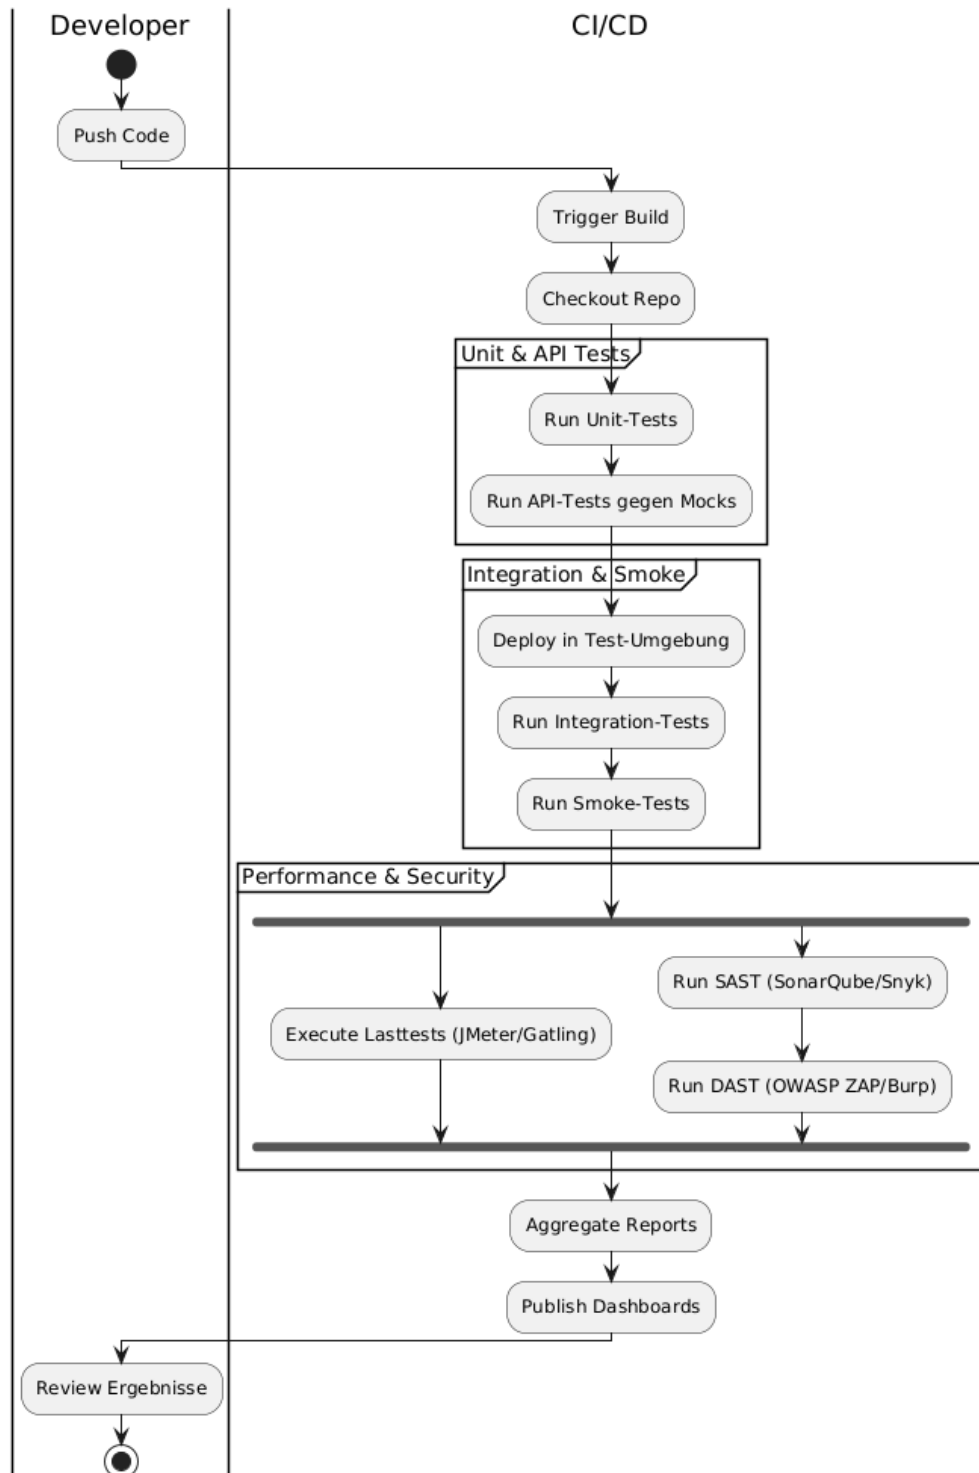 Developer
CI/CD
Push Code
Trigger Build
Checkout Repo
Unit & API Tests
Run Unit-Tests
Run API-Tests gegen Mocks
Integration & Smoke
Deploy in Test-Umgebung
Run Integration-Tests
Run Smoke-Tests
Performance & Security
Run SAST (SonarQube/Snyk)
Execute Lasttests (JMeter/Gatling)
Run DAST (OWASP ZAP/Burp)
Aggregate Reports
Publish Dashboards
Review Ergebnisse